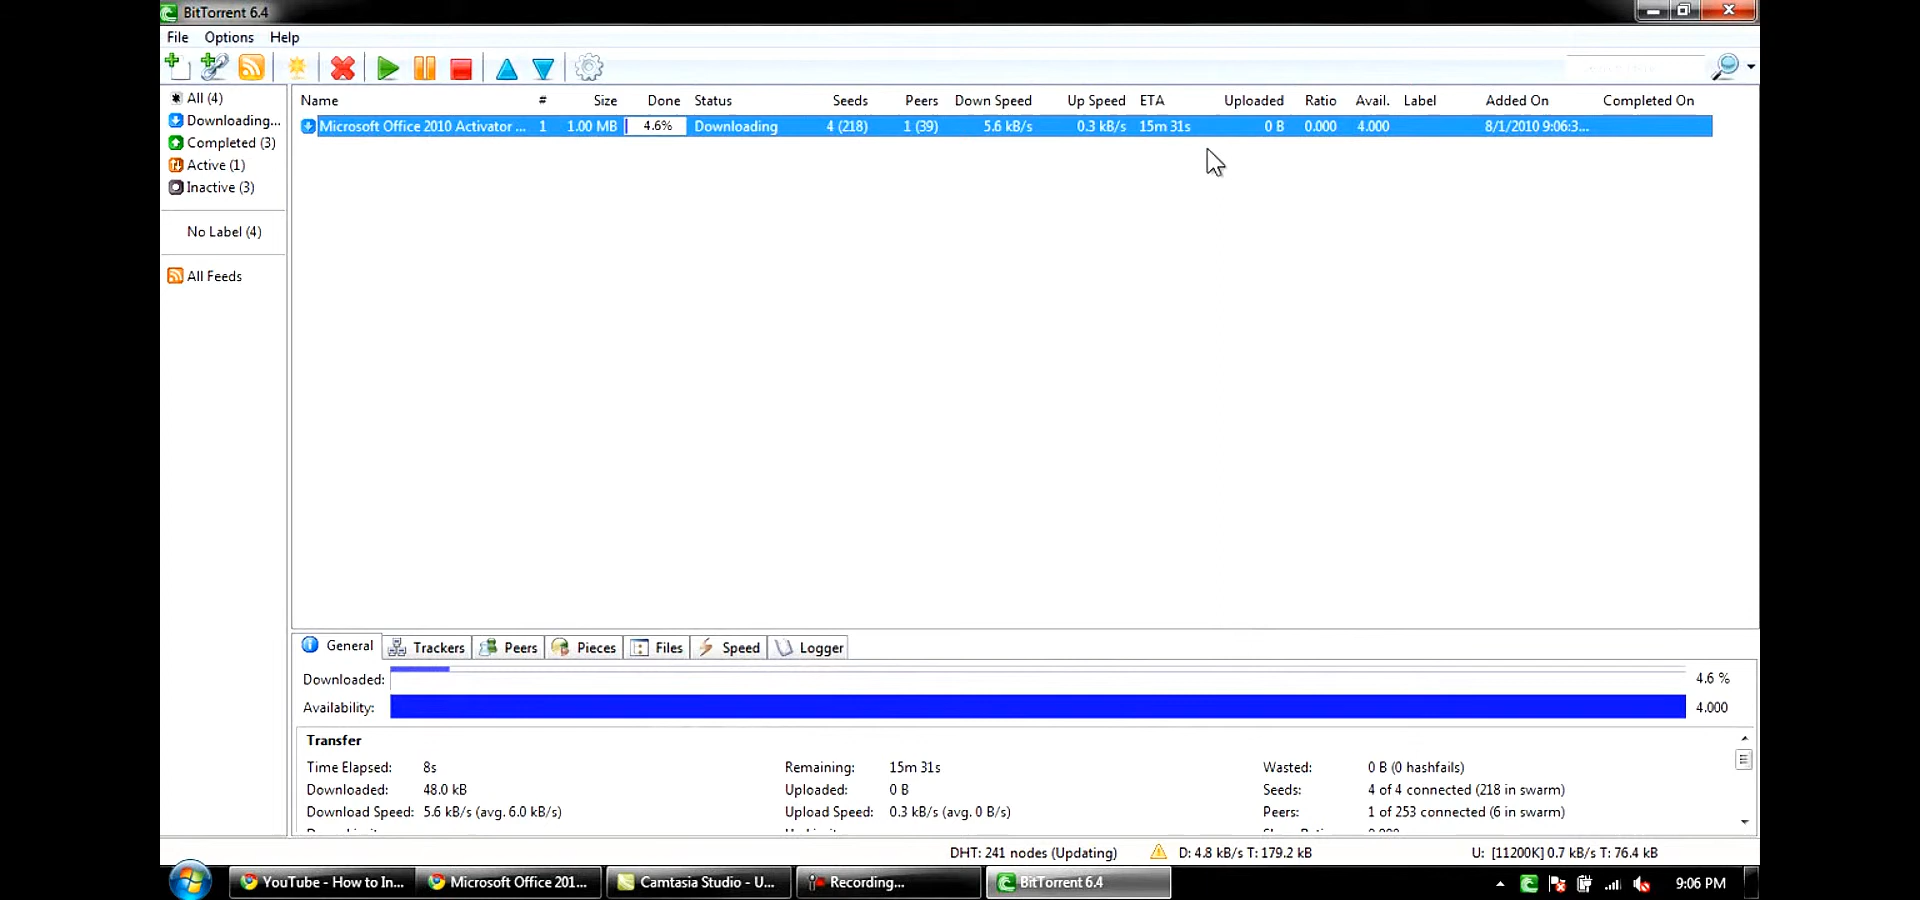 BitTorrent 6.4
File Options Help
All (4)
Downloading...
Completed (3)
Active (1)
Inactive (3)
No Label (4)
All Feeds
Name # Size Done Status Seeds Peers Down Speed Up Speed ETA Uploaded Ratio Avail. Label Added On Completed On
Microsoft Office 2010 Activator ... 1 1.00 MB 4.6% Downloading 4 (218) 1 (39) 5.6 kB/s 0.3 kB/s 15m 31s 0 B 0.000 4.000 8/1/2010 9:06:3...
General Trackers Peers Pieces Files Speed Logger
Downloaded: 4.6 %
Availability: 4.000
Transfer
Time Elapsed: 8s Remaining: 15m 31s Wasted: 0 B (0 hashfails)
Downloaded: 48.0 kB Uploaded: 0 B Seeds: 4 of 4 connected (218 in swarm)
Download Speed: 5.6 kB/s (avg. 6.0 kB/s) Upload Speed: 0.3 kB/s (avg. 0 B/s) Peers: 1 of 253 connected (6 in swarm)
DHT: 241 nodes (Updating) D: 4.8 kB/s T: 179.2 kB U: [11200K] 0.7 kB/s T: 76.4 kB
YouTube - How to In... Microsoft Office 201... Camtasia Studio - U... Recording... BitTorrent 6.4 9:06 PM